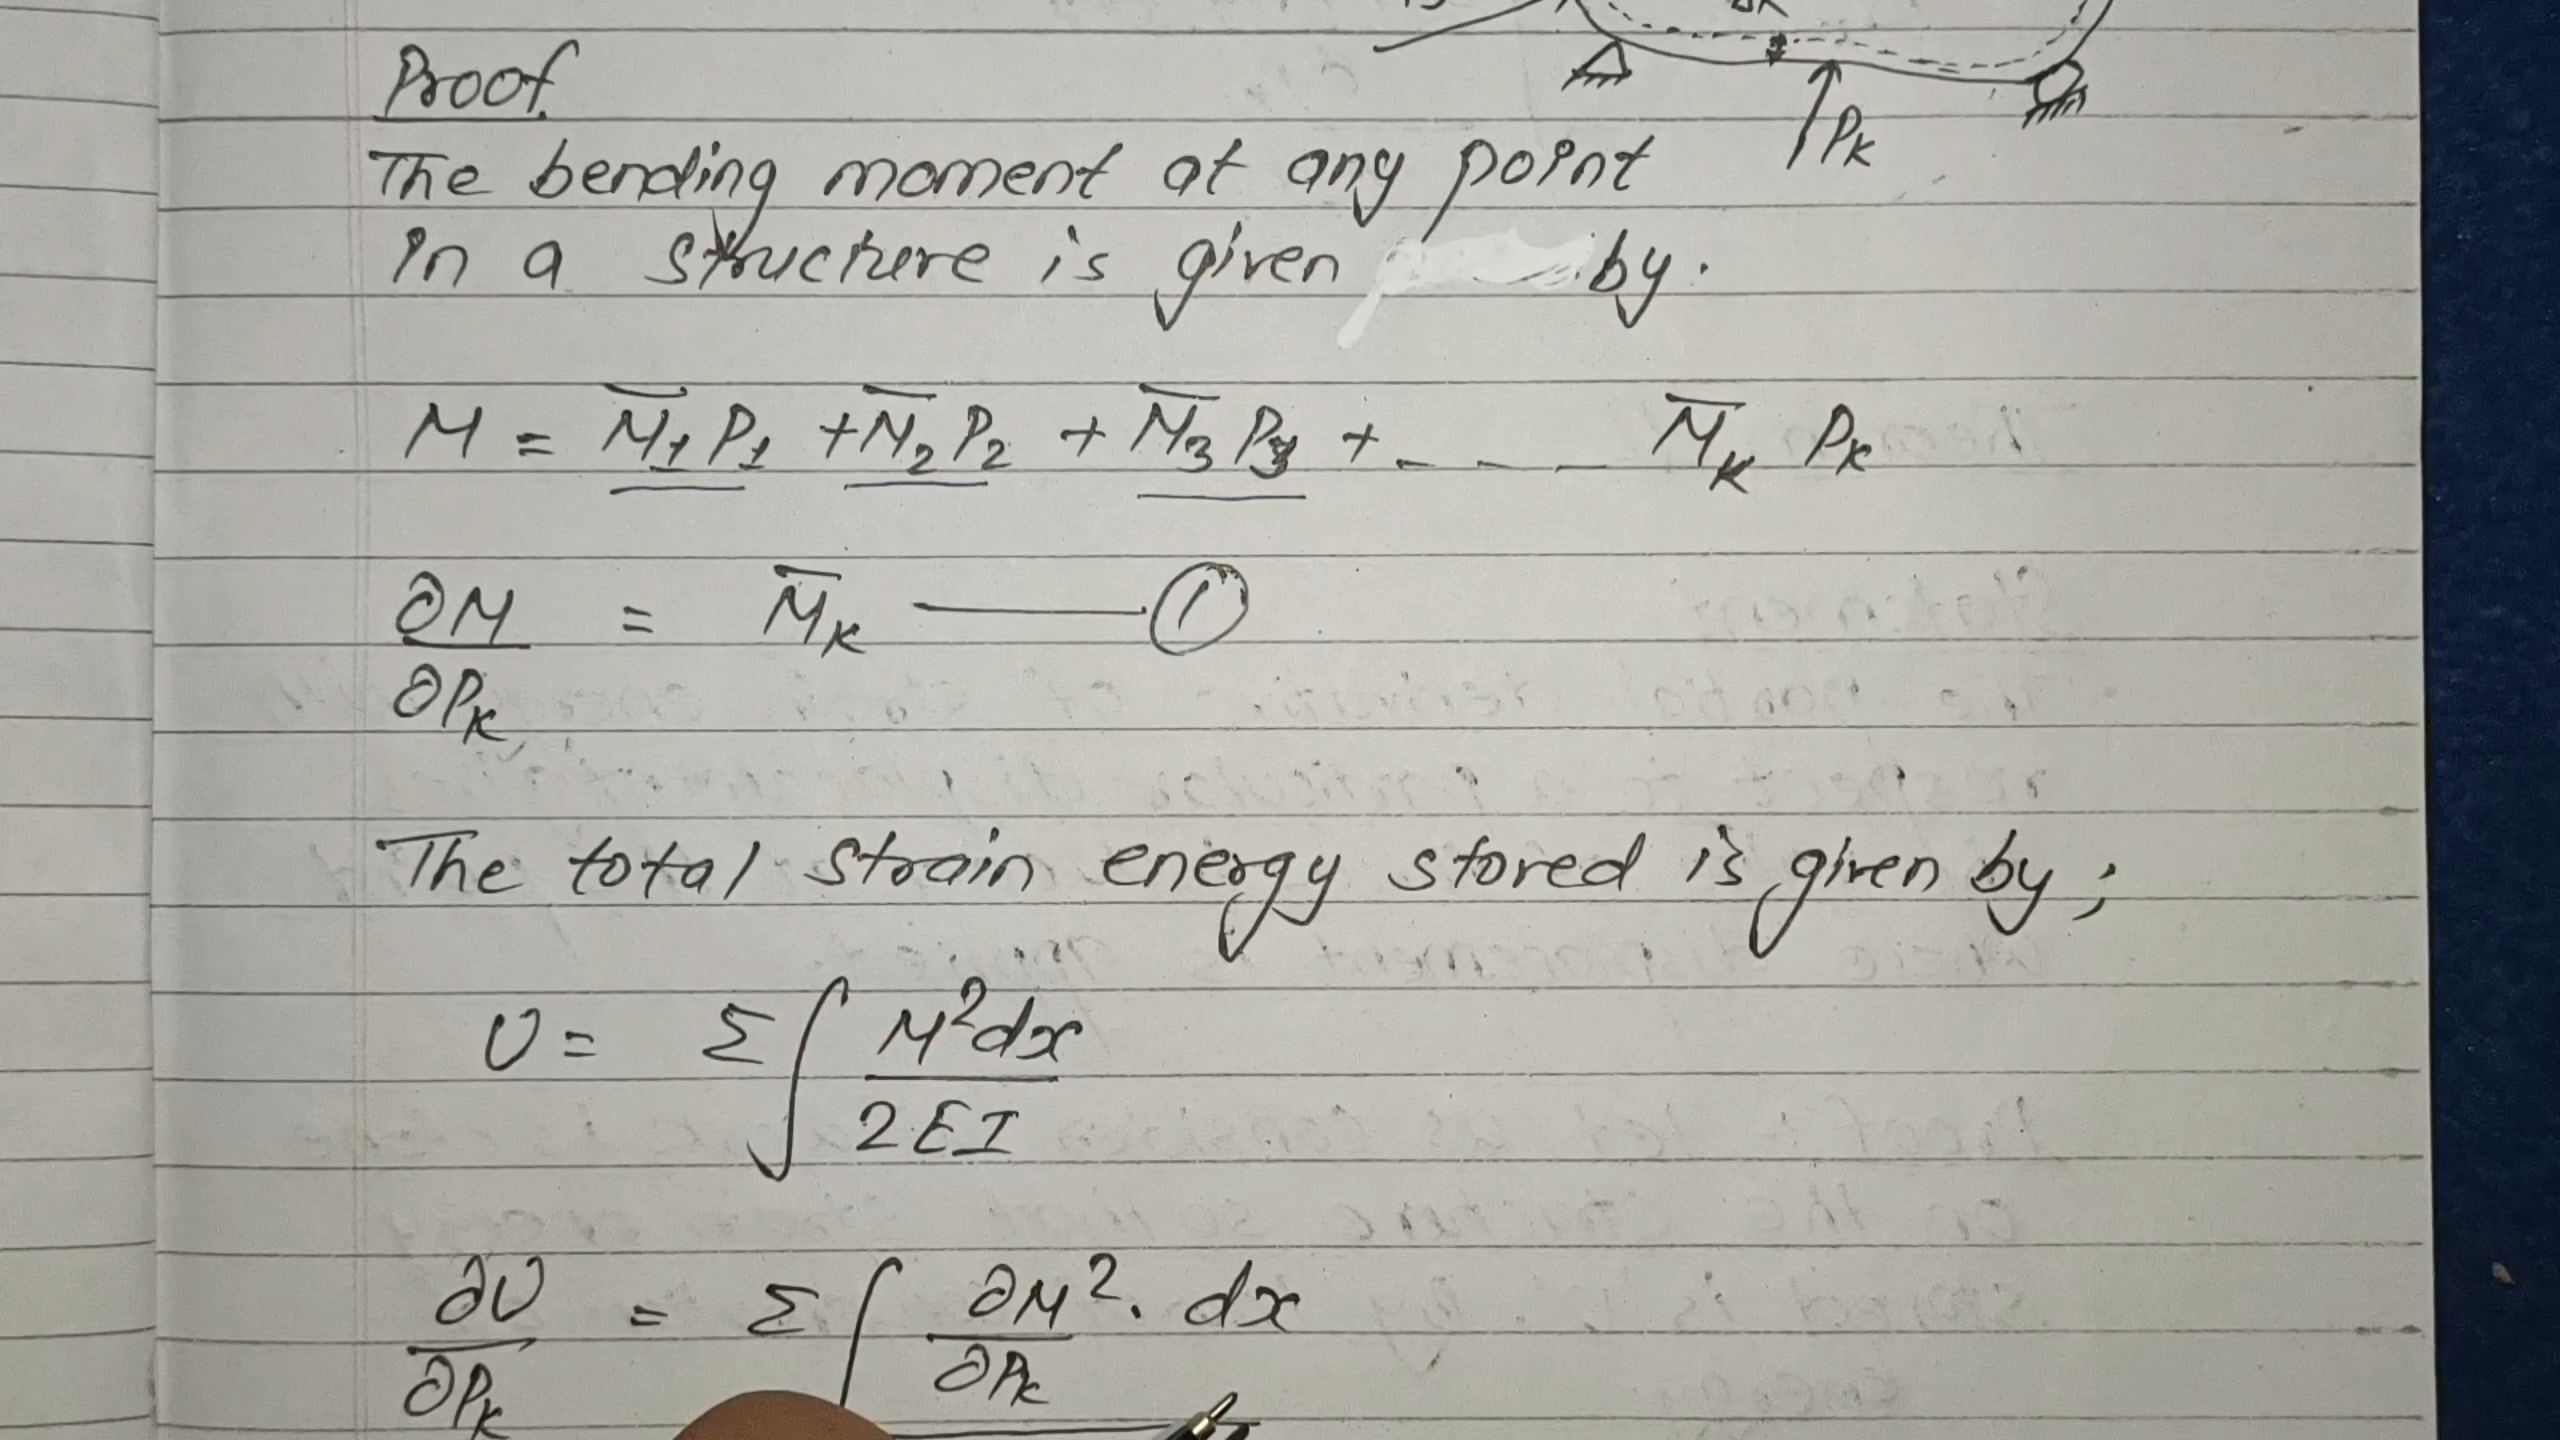 Proof
PK
The bending moment at any point
in a structure is given by.
M = M̅1 P1 + M̅2 P2 + M̅3 P3 + - - - M̅K PK
∂M/∂PK = M̅K —— ①
The total strain energy stored is given by;
U = Σ∫ M²dx / 2EI
∂U/∂PK = Σ∫ ∂M²/∂PK . dx